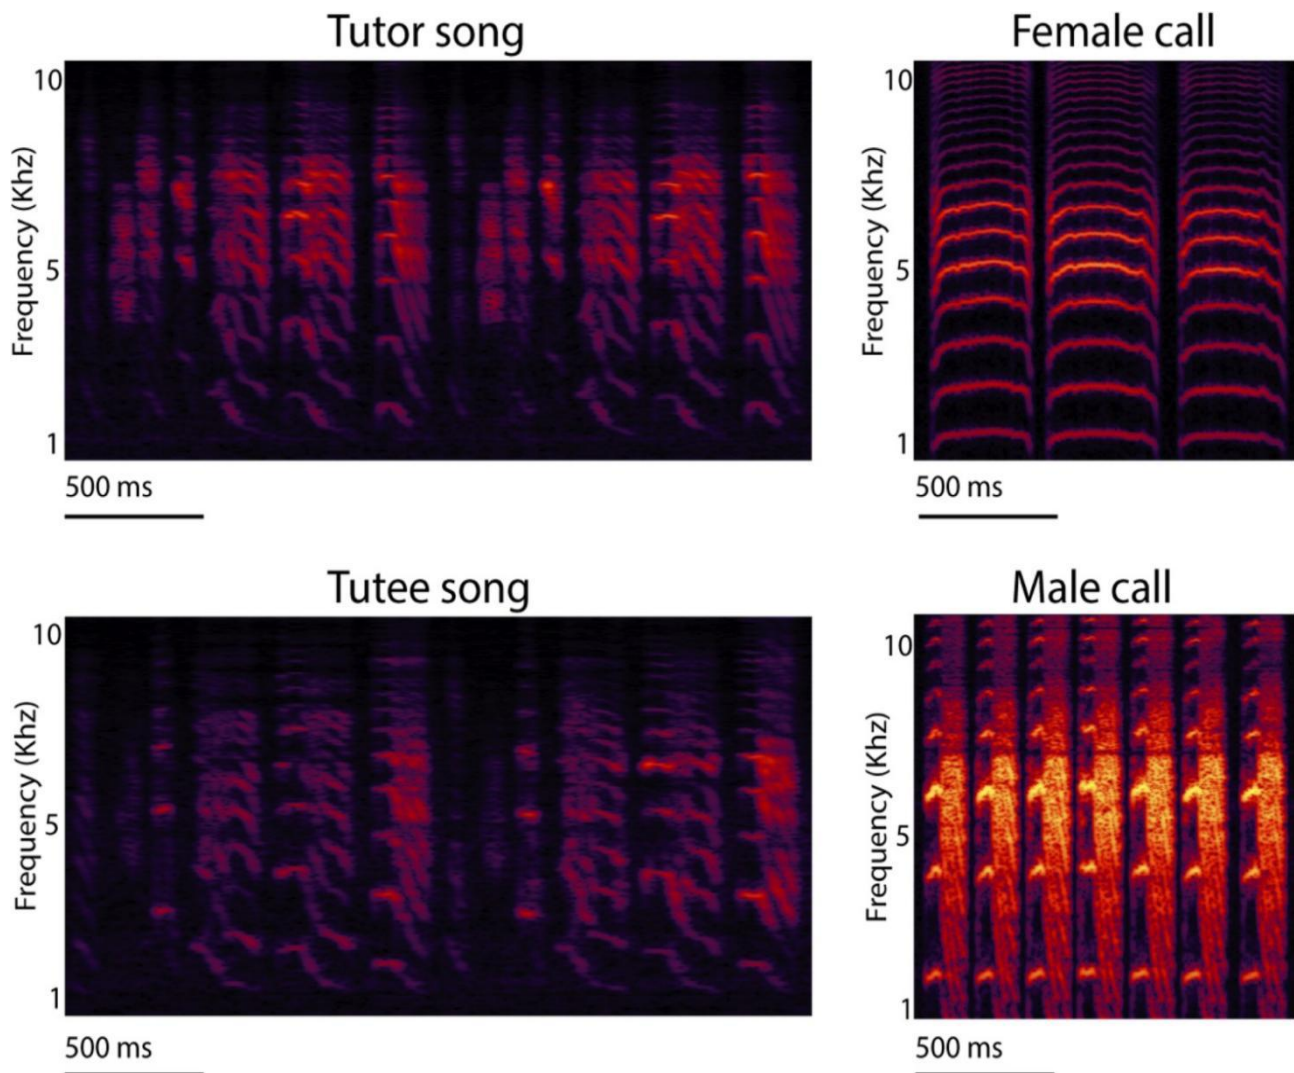 Tutor song
Female call
10
5
1
Frequency (Khz)
500 ms
10
5
1
Frequency (Khz)
500 ms
Tutee song
Male call
10
5
1
Frequency (Khz)
500 ms
10
5
1
Frequency (Khz)
500 ms